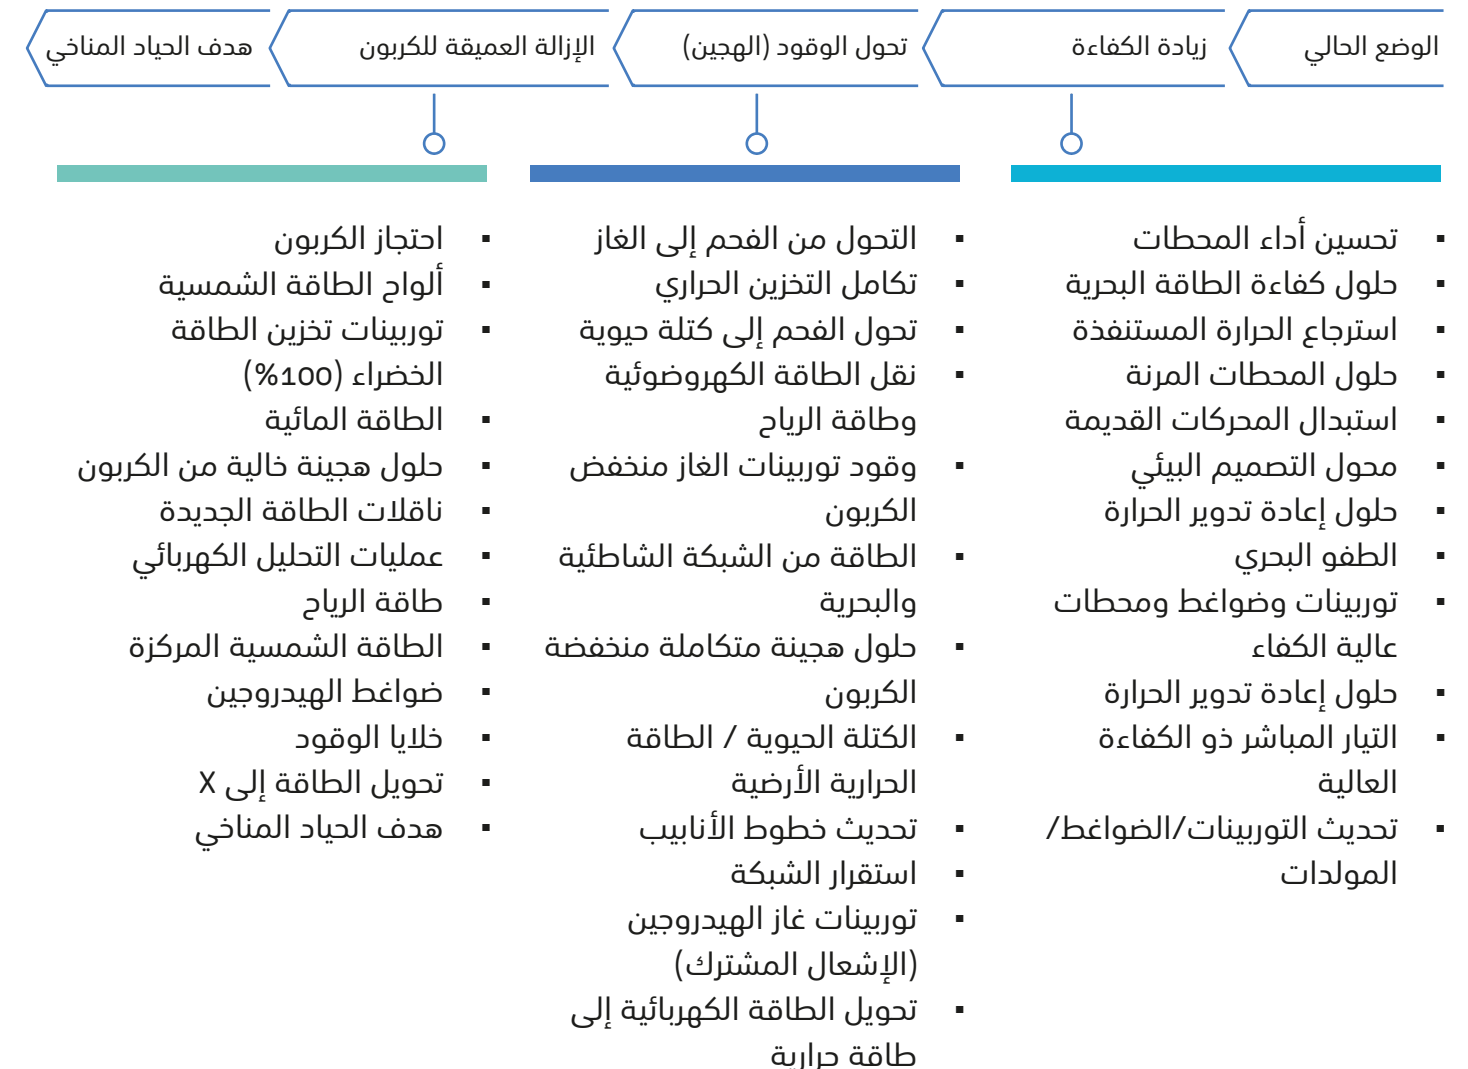 الوضع الحالي
زيادة الكفاءة
تحول الوقود (الهجين)
الإزالة العميقة للكربون
هدف الحياد المناخي
▪ تحسين أداء المحطات
▪ حلول كفاءة الطاقة البحرية
▪ استرجاع الحرارة المستنفذة
▪ حلول المحطات المرنة
▪ استبدال المحركات القديمة
▪ محول التصميم البيئي
▪ حلول إعادة تدوير الحرارة
▪ الطفو البحري
▪ توربينات وضواغط ومحطات
عالية الكفاء
▪ حلول إعادة تدوير الحرارة
▪ التيار المباشر ذو الكفاءة
العالية
▪ تحديث التوربينات/الضواغط/
المولدات
▪ التحول من الفحم إلى الغاز
▪ تكامل التخزين الحراري
▪ تحول الفحم إلى كتلة حيوية
▪ نقل الطاقة الكهروضوئية
وطاقة الرياح
▪ وقود توربينات الغاز منخفض
الكربون
▪ الطاقة من الشبكة الشاطئية
والبحرية
▪ حلول هجينة متكاملة منخفضة
الكربون
▪ الكتلة الحيوية / الطاقة
الحرارية الأرضية
▪ تحديث خطوط الأنابيب
▪ استقرار الشبكة
▪ توربينات غاز الهيدروجين
(الإشعال المشترك)
▪ تحويل الطاقة الكهربائية إلى
طاقة حرارية
▪ احتجاز الكربون
▪ ألواح الطاقة الشمسية
▪ توربينات تخزين الطاقة
الخضراء (100%)
▪ الطاقة المائية
▪ حلول هجينة خالية من الكربون
▪ ناقلات الطاقة الجديدة
▪ عمليات التحليل الكهربائي
▪ طاقة الرياح
▪ الطاقة الشمسية المركزة
▪ ضواغط الهيدروجين
▪ خلايا الوقود
▪ تحويل الطاقة إلى X
▪ هدف الحياد المناخي